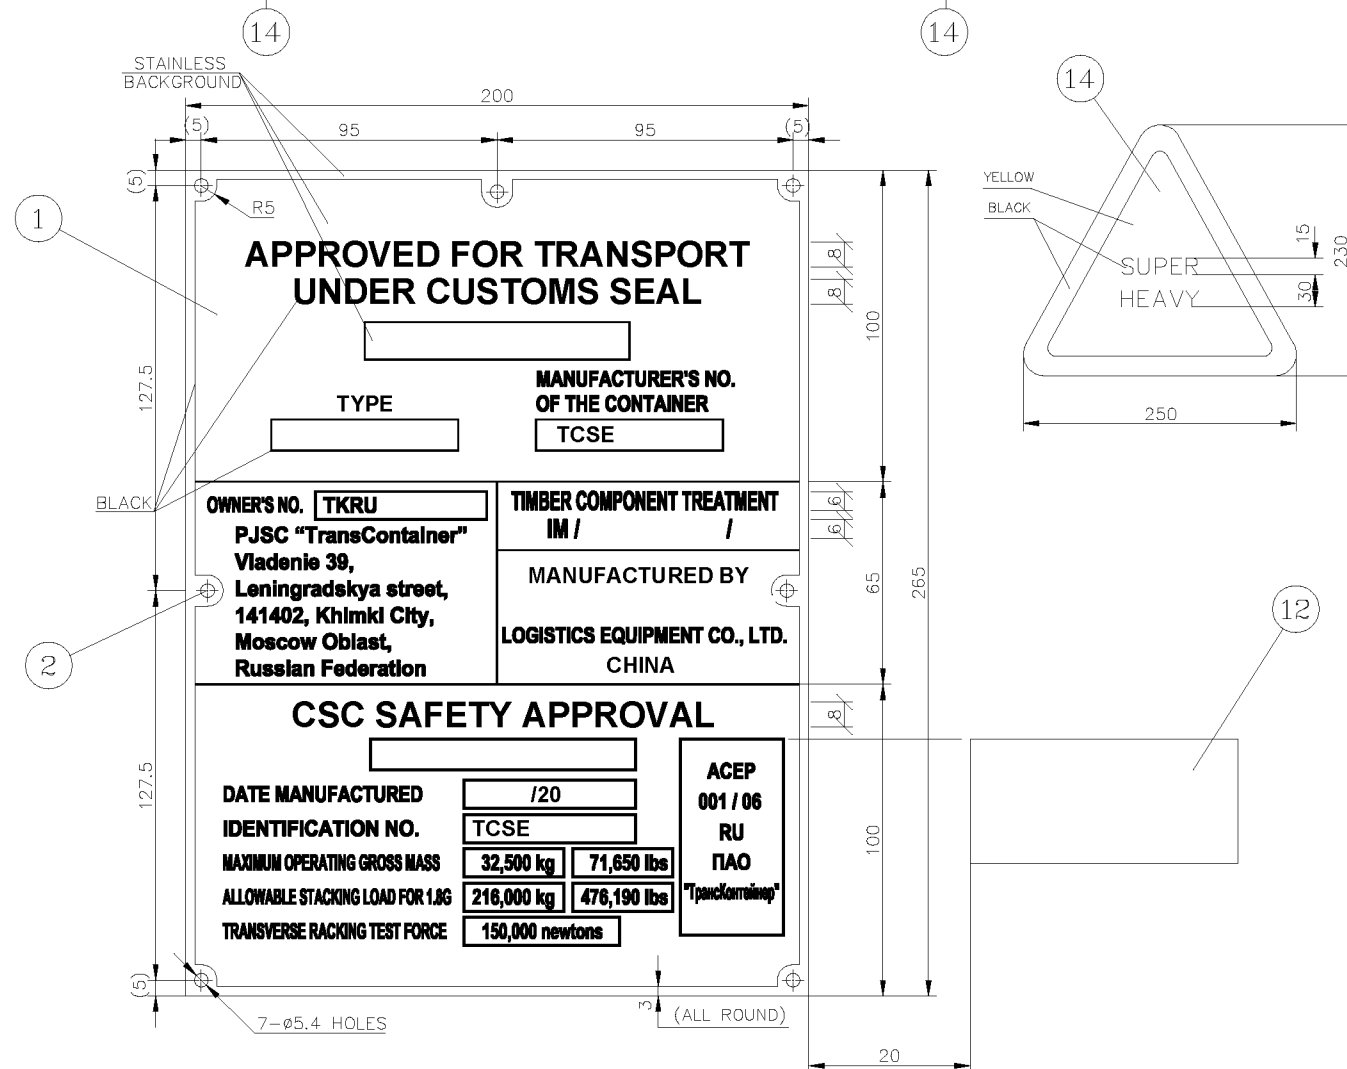 14
14
STAINLESS
BACKGROUND
200
(5)
95
95
(5)
(5)
R5
1
APPROVED FOR TRANSPORT
UNDER CUSTOMS SEAL
8
8
100
127.5
MANUFACTURER'S NO.
OF THE CONTAINER
TYPE
TCSE
BLACK
OWNER'S NO.
TKRU
PJSC “TransContainer”
Vladenie 39,
Leningradskya street,
141402, Khimki City,
Moscow Oblast,
Russian Federation
TIMBER COMPONENT TREATMENT
IM / /
6
6
MANUFACTURED BY
LOGISTICS EQUIPMENT CO., LTD.
CHINA
65
265
2
CSC SAFETY APPROVAL
8
DATE MANUFACTURED
/20
IDENTIFICATION NO.
TCSE
MAXIMUM OPERATING GROSS MASS
32,500 kg
71,650 lbs
ALLOWABLE STACKING LOAD FOR 1.8G
216,000 kg
476,190 lbs
TRANSVERSE RACKING TEST FORCE
150,000 newtons
ACEP
001 / 06
RU
ПАО
"ТрансКонтейнер"
127.5
100
(5)
7-ø5.4 HOLES
3
(ALL ROUND)
20
12
14
YELLOW
BLACK
SUPER
HEAVY
15
30
230
250